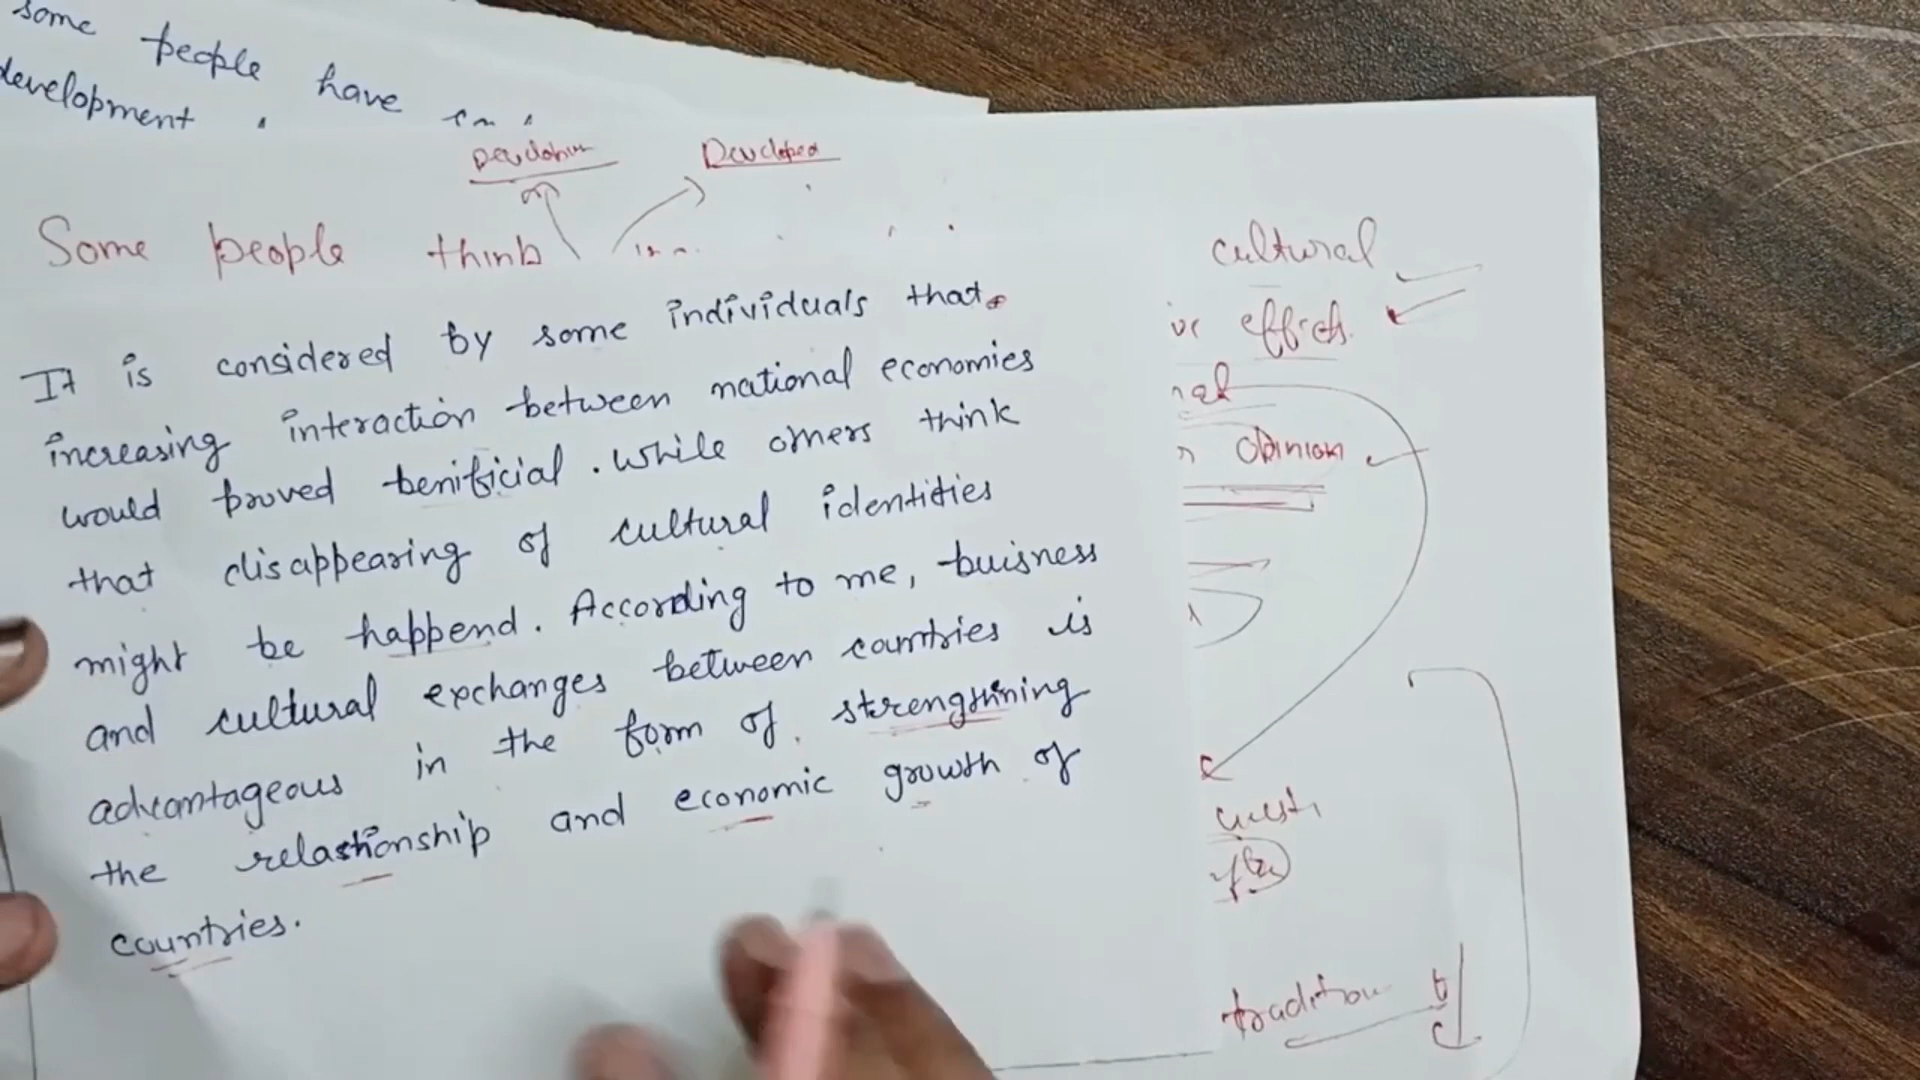 some people have
development
Developed
Some people think
It is considered by some individuals that
increasing interaction between national economies
would proved benificial. While others think
that disappearing of cultural identities
might be happend. According to me, buisness
and cultural exchanges between countries is
advantageous in the form of strengthining
the relashionship and economic growth of
countries.
cultural
effects.
opinion
tradition